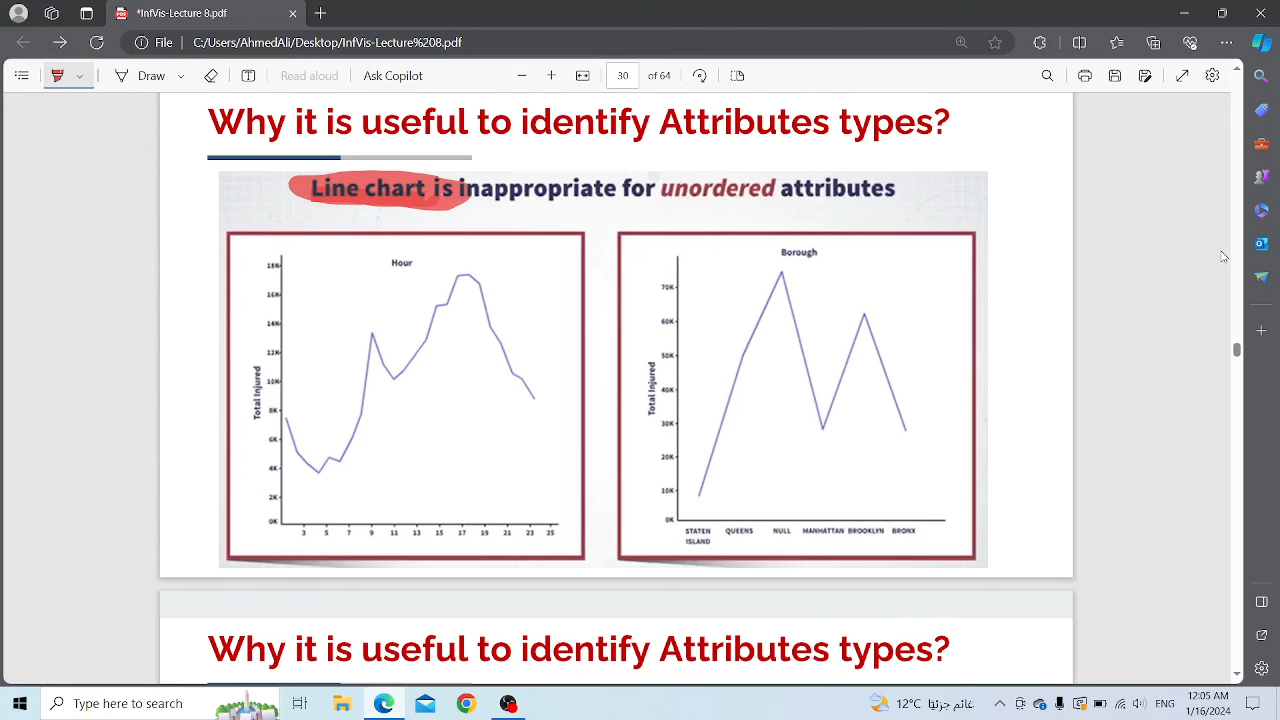 *InfVis-Lecture2
File
C:/Users/Lenovo/AI/Desktop/Infvis/Lecture%208.pdf
Draw
Read aloud
Ask Copilot
30
of 64
Why it is useful to identify Attributes types?
Line chart is inappropriate for unordered attributes
Hour
18K
16K
14K
12K
10K
8K
6K
4K
2K
0K
Total Injured
3 5 7 9 11 13 15 17 19 21 23 25
Borough
70K
60K
50K
40K
30K
20K
10K
0K
Total Injured
STATEN QUEENS NULL MANHATTAN BROOKLYN BRONX
ISLAND
Why it is useful to identify Attributes types?
Type here to search
12°C
ENG
12:05 AM
1/16/2024